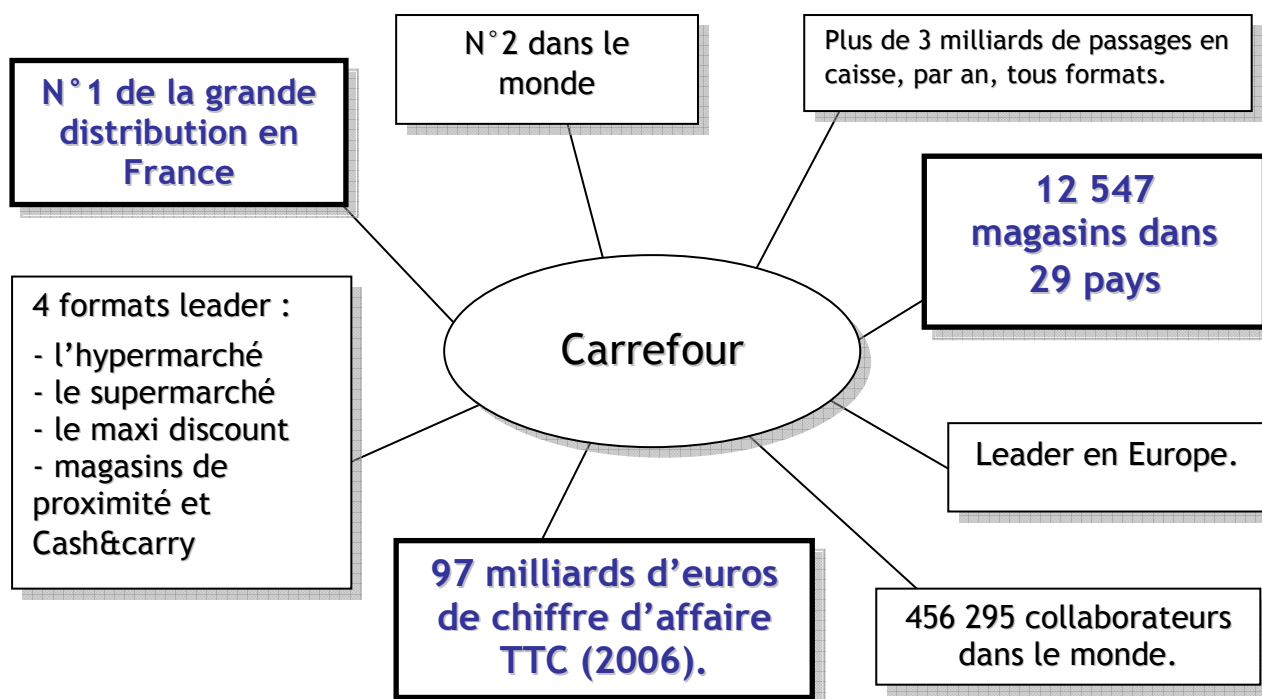 N°2 dans le
monde
Plus de 3 milliards de passages en
caisse, par an, tous formats.
N°1 de la grande
distribution en
France
12 547
magasins dans
29 pays
4 formats leader :
- l’hypermarché
- le supermarché
- le maxi discount
- magasins de
proximité et
Cash&carry
Carrefour
Leader en Europe.
97 milliards d’euros
de chiffre d’affaire
TTC (2006).
456 295 collaborateurs
dans le monde.